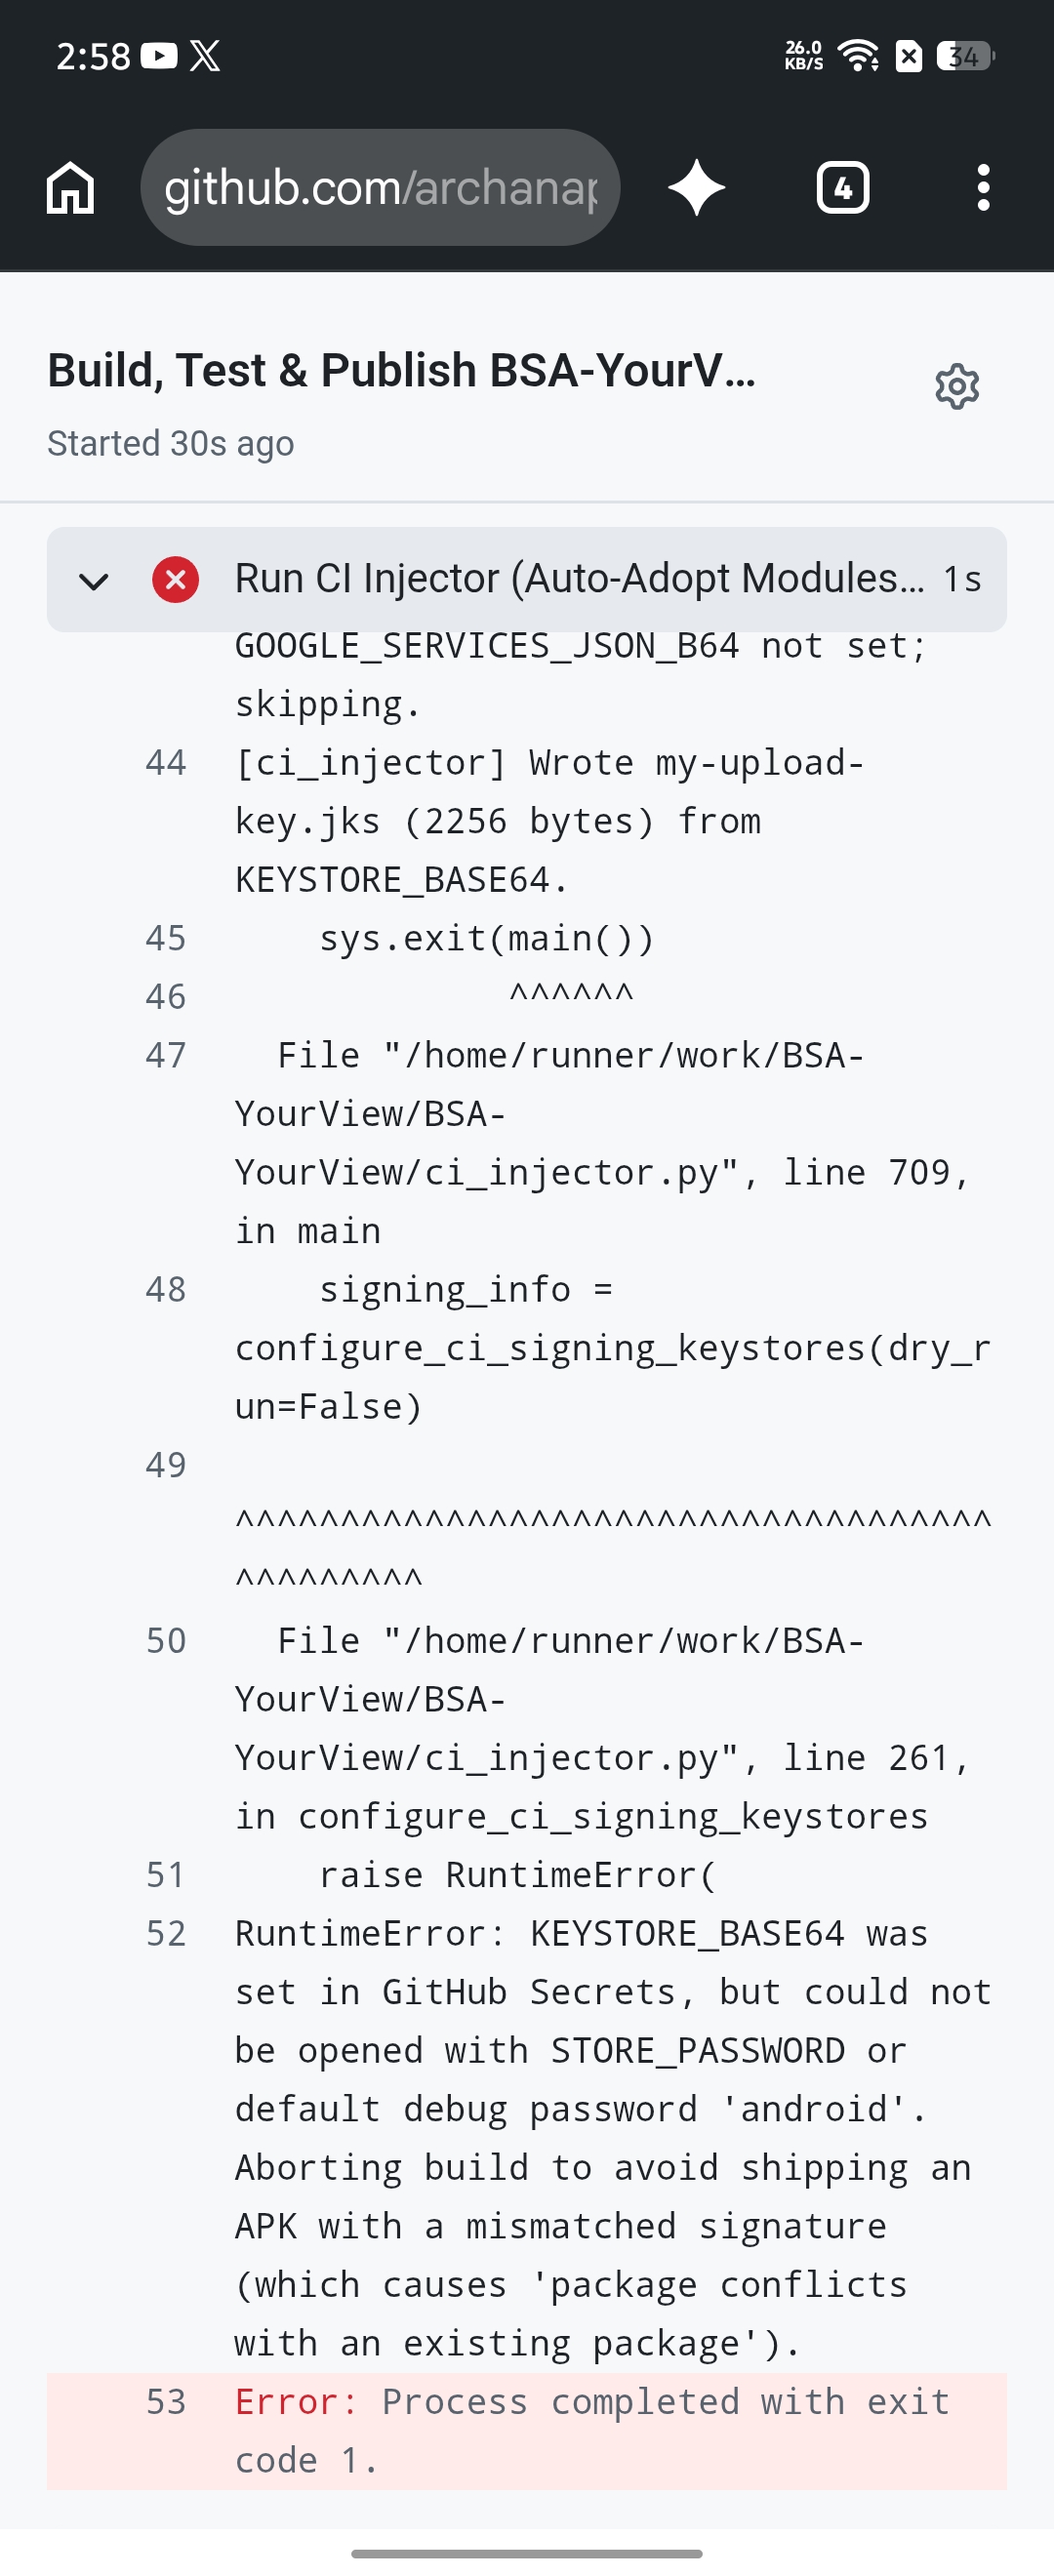 2:58
26.0
KB/S
34
github.com/archanap
4
Build, Test & Publish BSA-YourV...
Started 30s ago
Run CI Injector (Auto-Adopt Modules... 1s
GOOGLE_SERVICES_JSON_B64 not set;
skipping.
44 [ci_injector] Wrote my-upload-
key.jks (2256 bytes) from
KEYSTORE_BASE64.
45 sys.exit(main())
46 ^^^^^^
47 File "/home/runner/work/BSA-
YourView/BSA-
YourView/ci_injector.py", line 709,
in main
48 signing_info =
configure_ci_signing_keystores(dry_r
un=False)
49
^^^^^^^^^^^^^^^^^^^^^^^^^^^^^^^^^^^^
^^^^^^^^^
50 File "/home/runner/work/BSA-
YourView/BSA-
YourView/ci_injector.py", line 261,
in configure_ci_signing_keystores
51 raise RuntimeError(
52 RuntimeError: KEYSTORE_BASE64 was
set in GitHub Secrets, but could not
be opened with STORE_PASSWORD or
default debug password 'android'.
Aborting build to avoid shipping an
APK with a mismatched signature
(which causes 'package conflicts
with an existing package').
53 Error: Process completed with exit
code 1.